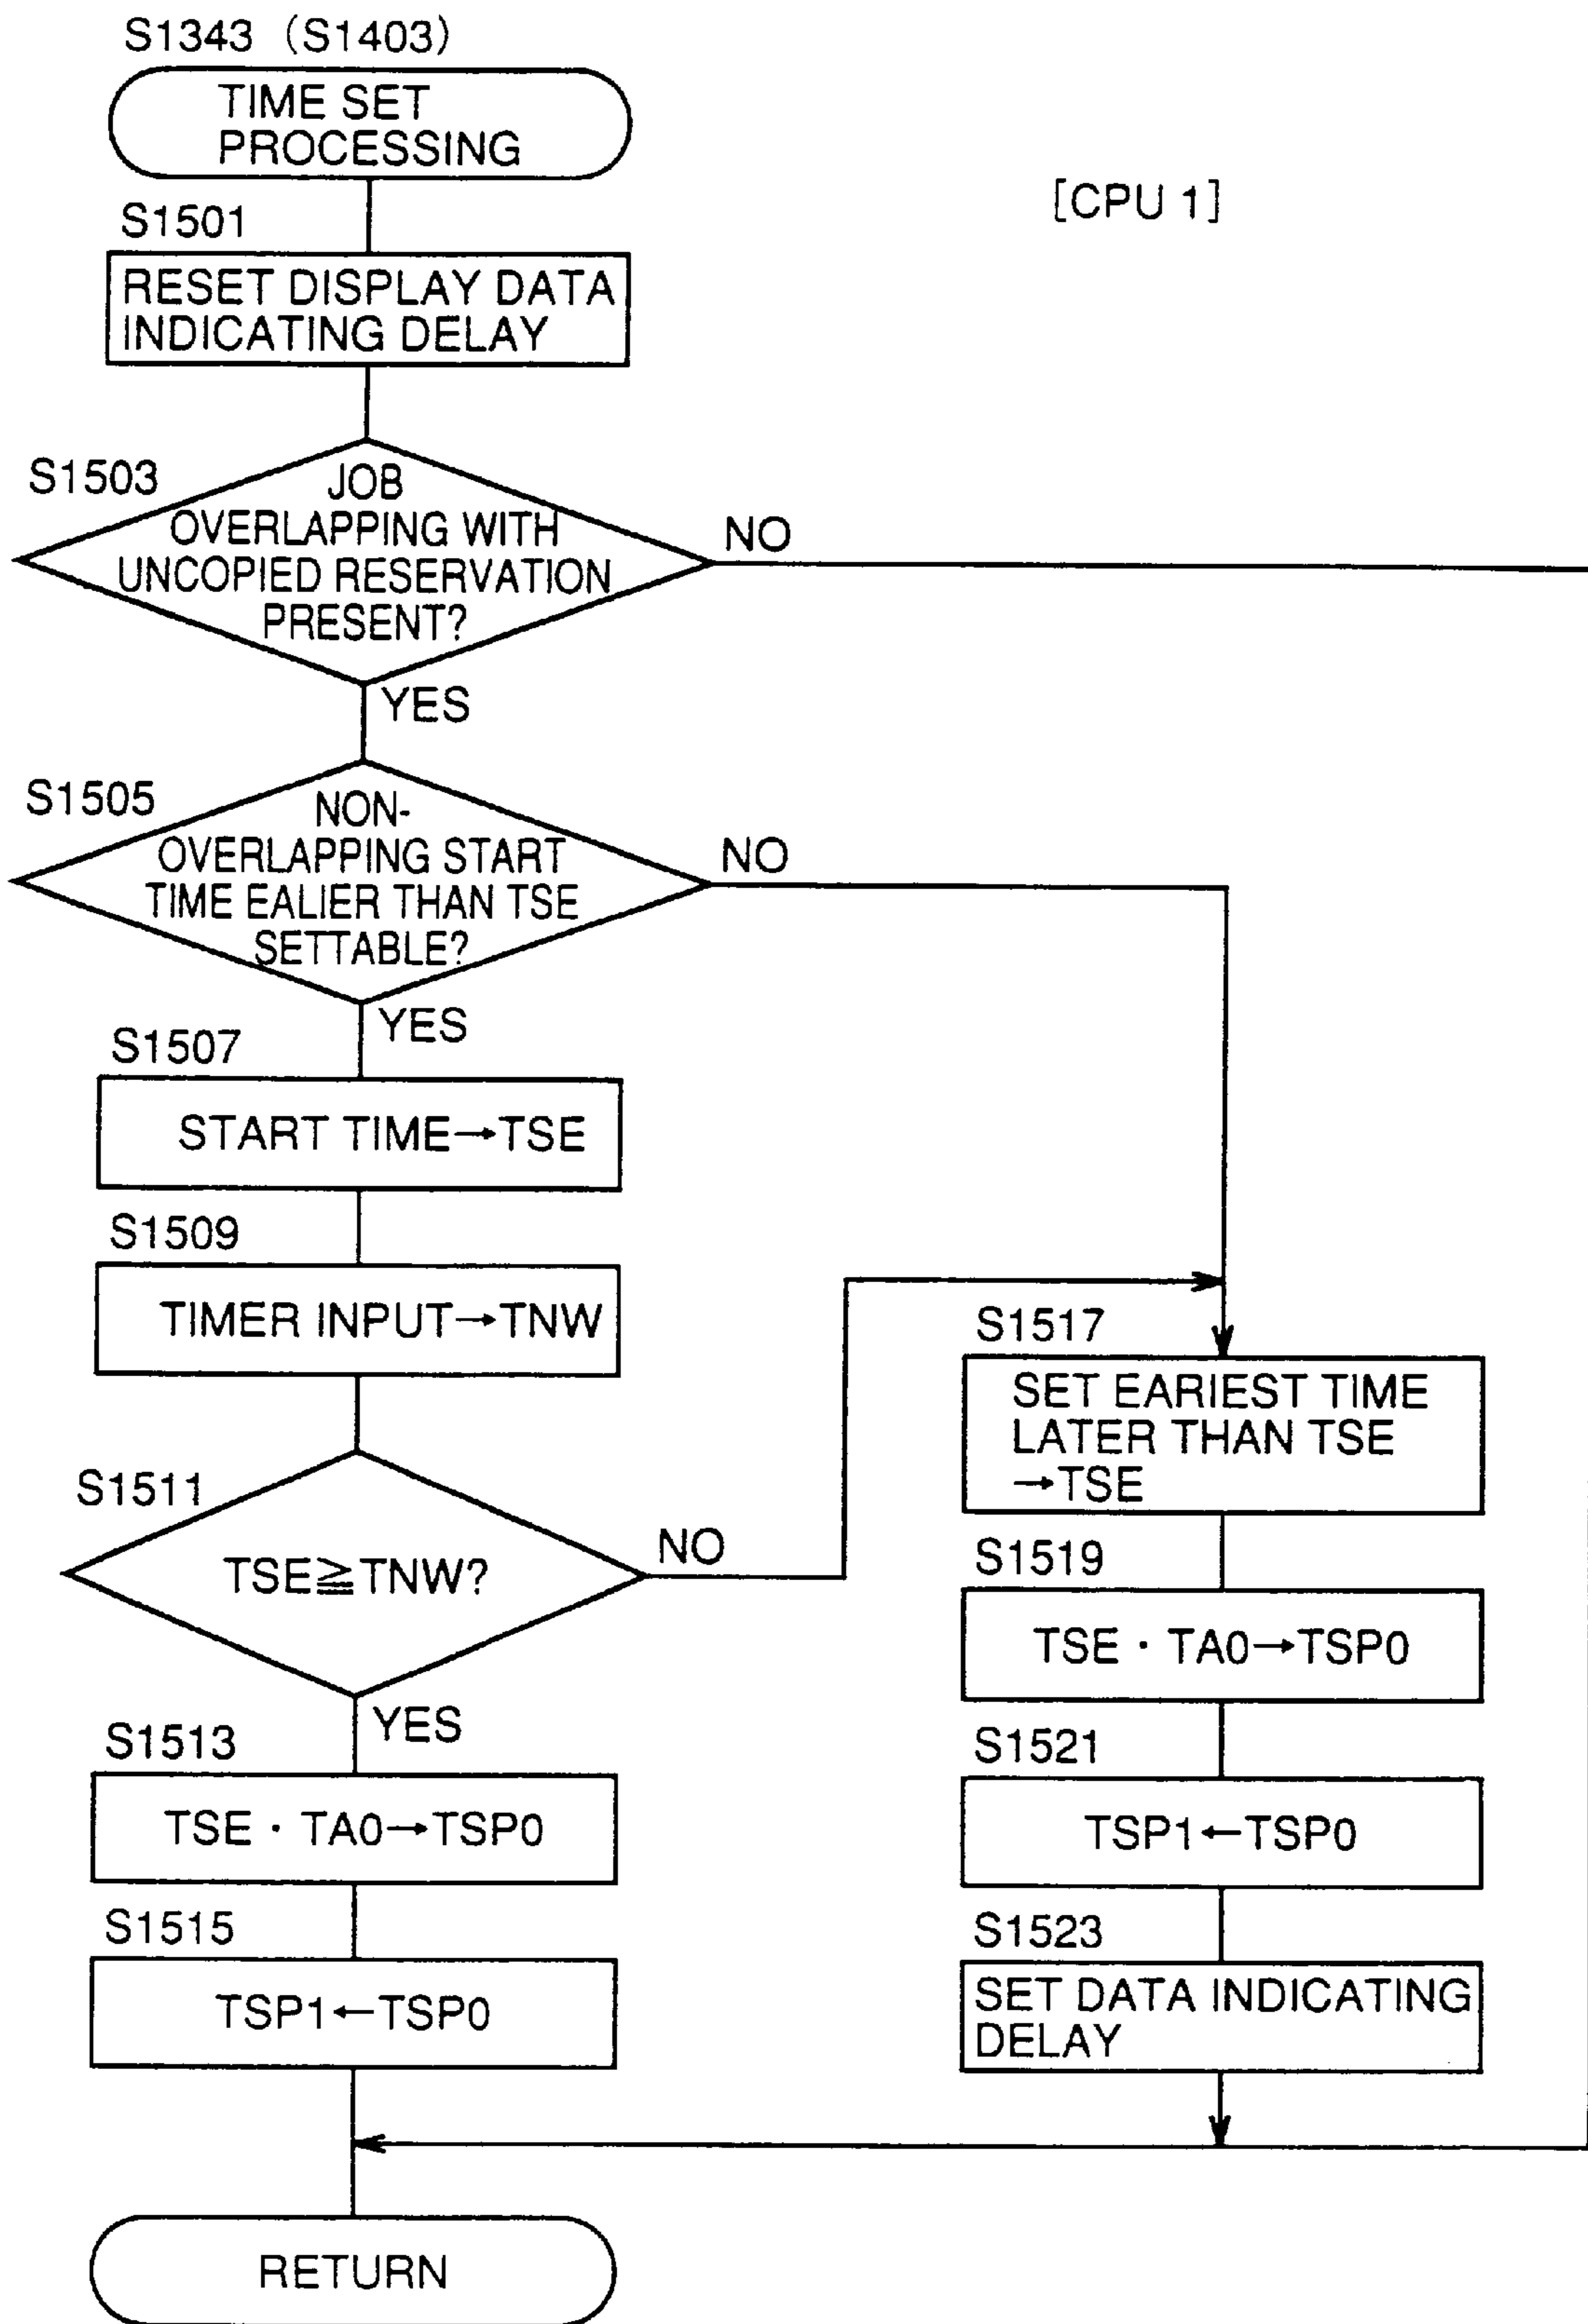 S1343 (S1403)
TIME SET
PROCESSING
[CPU 1]
S1501
RESET DISPLAY DATA
INDICATING DELAY
S1503
JOB
OVERLAPPING WITH
UNCOPIED RESERVATION
PRESENT?
NO
YES
S1505
NON-
OVERLAPPING START
TIME EALIER THAN TSE
SETTABLE?
NO
YES
S1507
START TIME→TSE
S1509
TIMER INPUT→TNW
S1511
TSE≧TNW?
NO
YES
S1513
TSE · TA0→TSP0
S1515
TSP1←TSP0
S1517
SET EARIEST TIME
LATER THAN TSE
→TSE
S1519
TSE · TA0→TSP0
S1521
TSP1←TSP0
S1523
SET DATA INDICATING
DELAY
RETURN